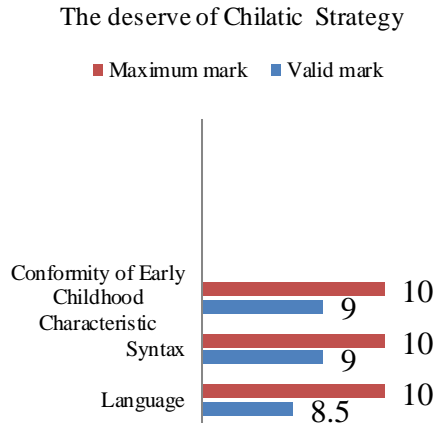 The deserve of Chilatic Strategy
Maximum mark Valid mark
Conformity of Early
Childhood
Characteristic
10
9
Syntax
10
9
Language
10
8.5